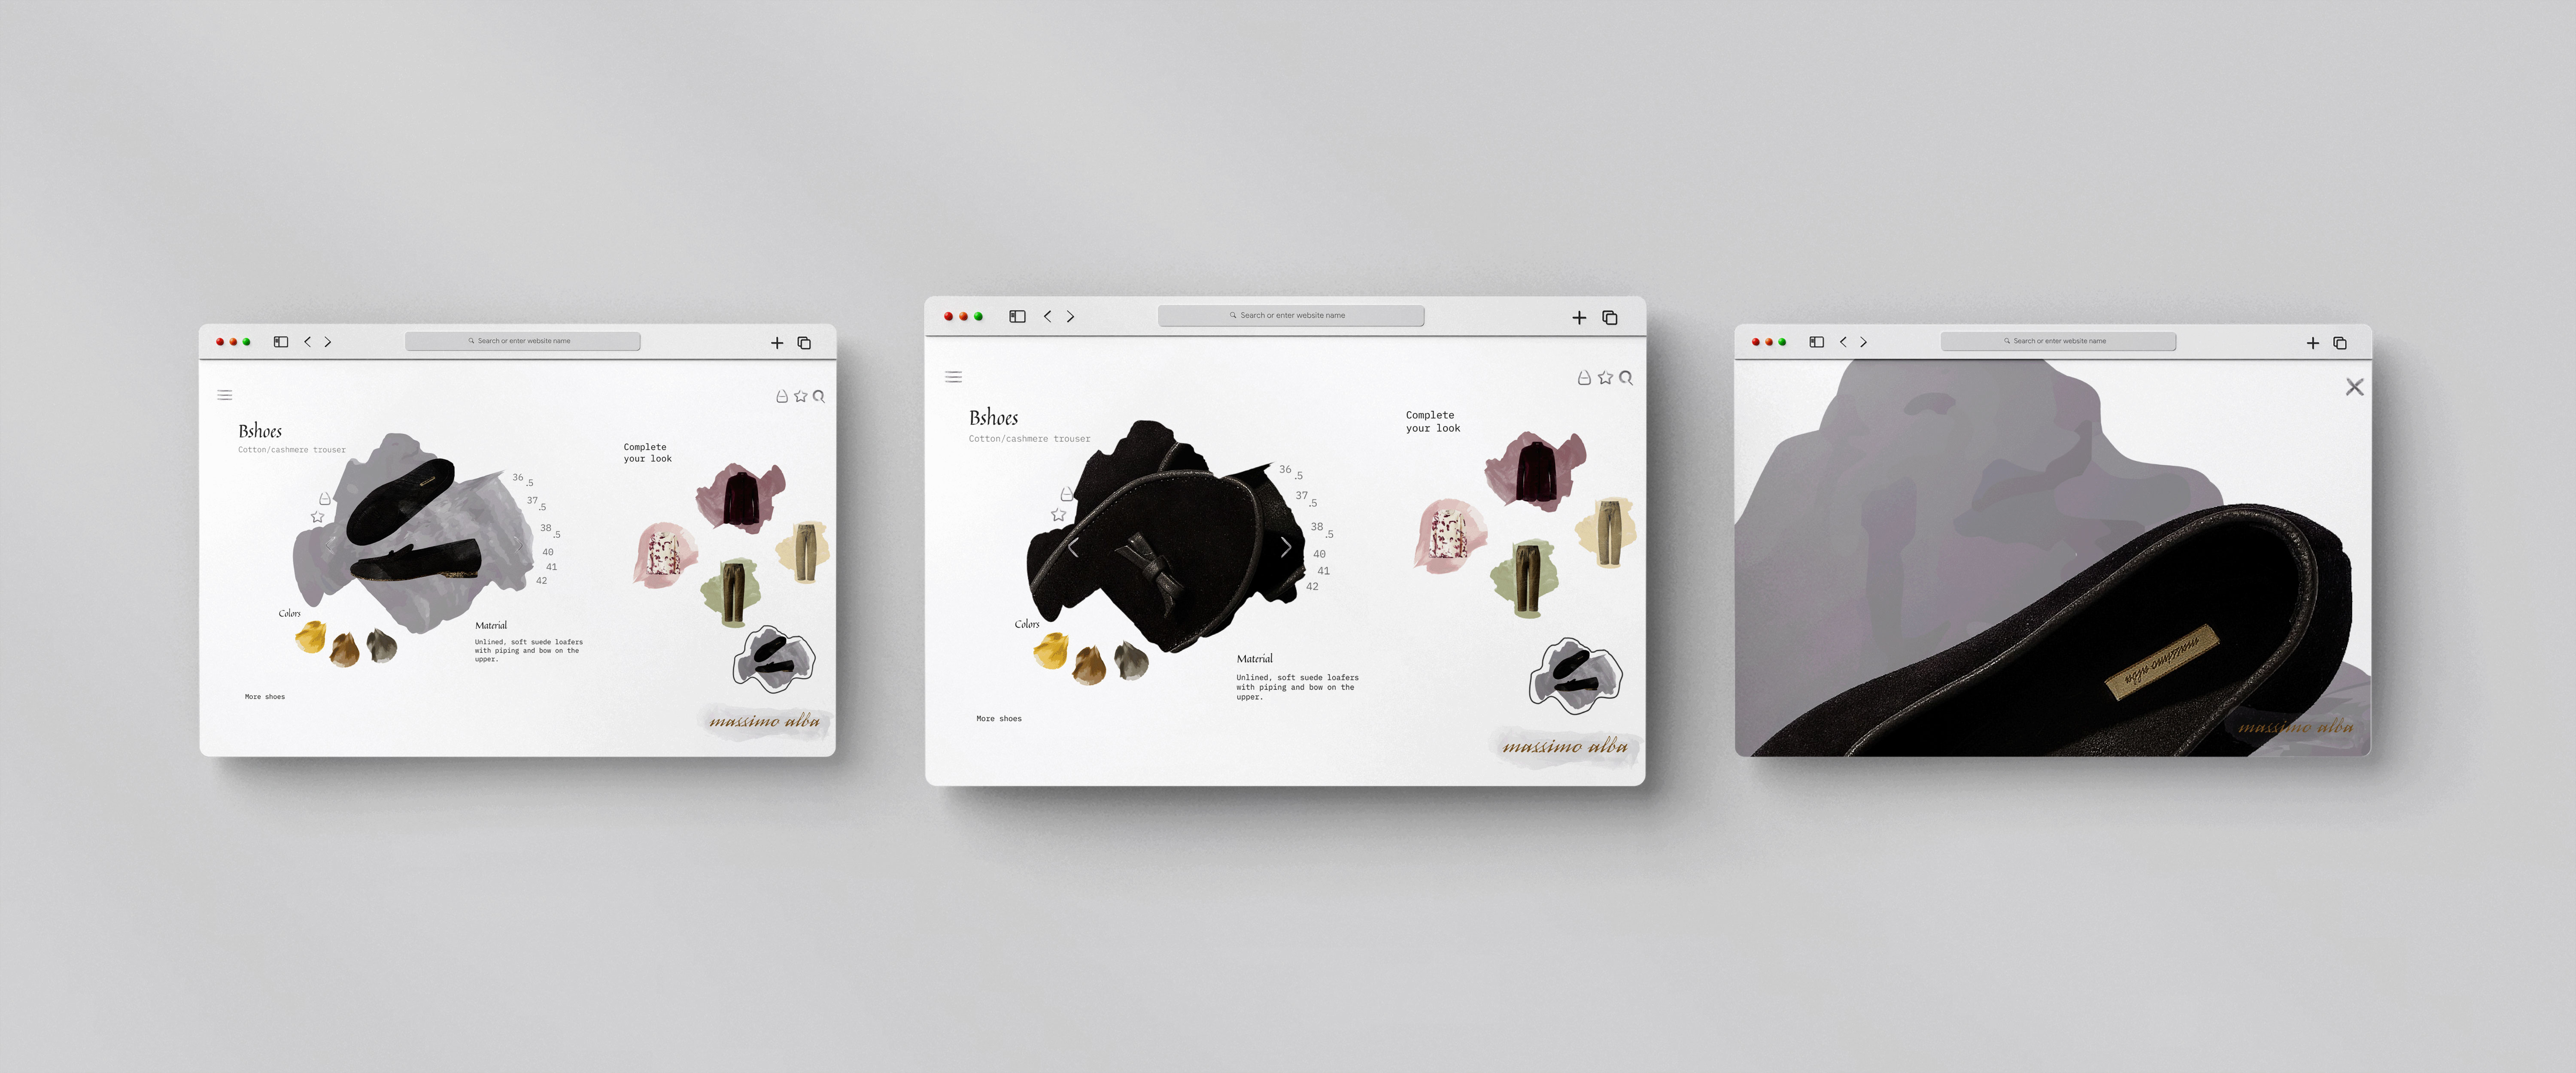 Search or enter website name
Bshoes
Cotton/cashmere trouser
36
.5
37
.5
38
.5
40
41
42
Complete
your look
Colors
Material
Unlined, soft suede loafers
with piping and bow on the
upper.
More shoes
massimo alba
Search or enter website name
Bshoes
Cotton/cashmere trouser
36
.5
37
.5
38
.5
40
41
42
Complete
your look
Colors
Material
Unlined, soft suede loafers
with piping and bow on the
upper.
More shoes
massimo alba
Search or enter website name
massimo alba
massimo alba